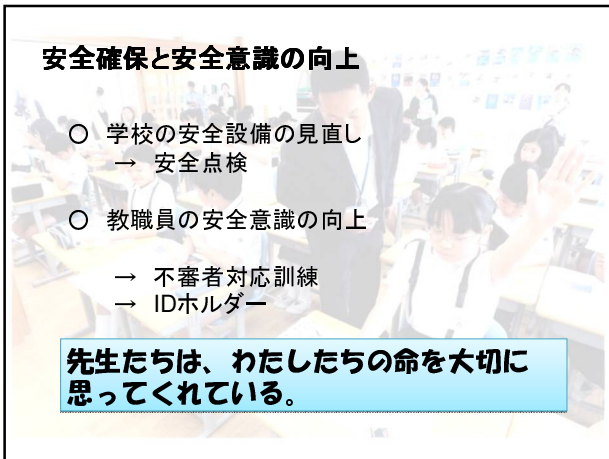 安全確保と安全意識の向上
○ 学校の安全設備の見直し
→ 安全点検
○ 教職員の安全意識の向上
→ 不審者対応訓練
→ IDホルダー
先生たちは、わたしたちの命を大切に
思ってくれている。